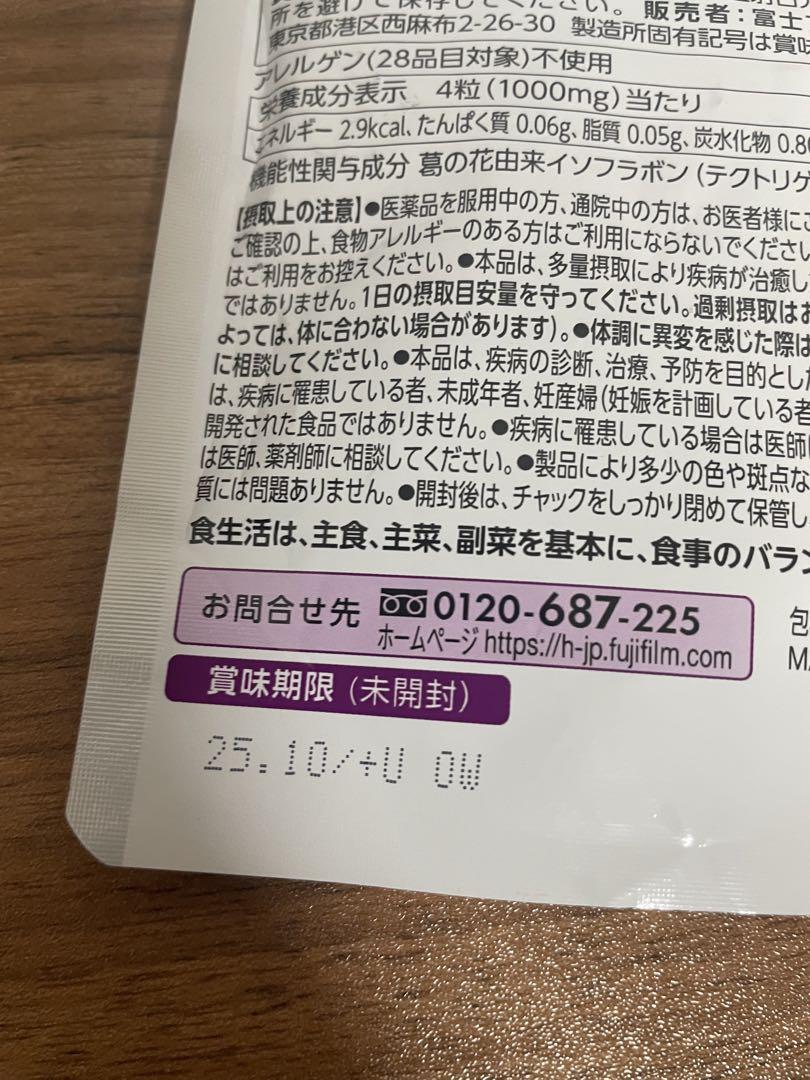 所を避けて保存してください。販売者:富士
東京都港区西麻布2-26-30 製造所固有記号は賞味
アレルゲン(28品目対象)不使用
栄養成分表示 4粒(1000mg)当たり
エネルギー 2.9kcal、たんぱく質 0.06g、脂質 0.05g、炭水化物 0.8
機能性関与成分 葛の花由来イソフラボン(テクトリゲ
【摂取上の注意】●医薬品を服用中の方、通院中の方は、お医者様にご
ご確認の上、食物アレルギーのある方はご利用にならないでください
はご利用をお控えください。●本品は、多量摂取により疾病が治癒し
ではありません。1日の摂取目安量を守ってください。過剰摂取はお
よっては、体に合わない場合があります)。●体調に異変を感じた際は
に相談してください。●本品は、疾病の診断、治療、予防を目的とした
は、疾病に罹患している者、未成年者、妊産婦(妊娠を計画している者
開発された食品ではありません。●疾病に罹患している場合は医師に
は医師、薬剤師に相談してください。●製品により多少の色や斑点な
質には問題ありません。●開封後は、チャックをしっかり閉めて保管し
食生活は、主食、主菜、副菜を基本に、食事のバラン
お問合せ先 0120-687-225
ホームページ https://h-jp.fujifilm.com
包
M
賞味期限(未開封)
25.10/+U OW